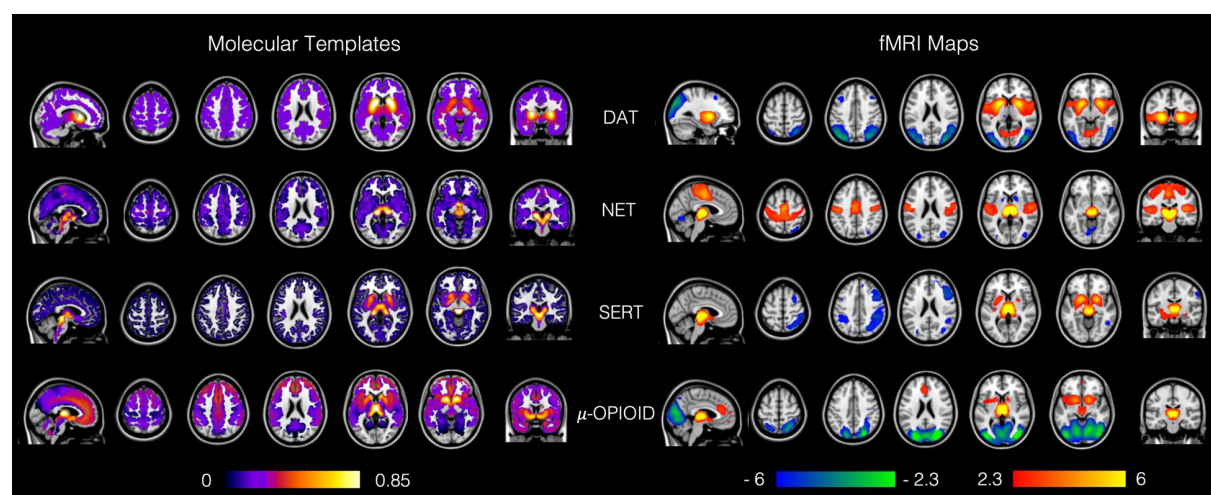 Molecular Templates
fMRI Maps
DAT
NET
SERT
μ-OPIOID
0 0.85
- 6 - 2.3 2.3 6